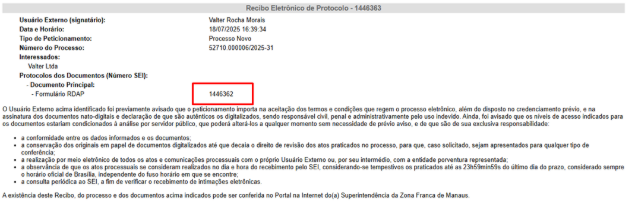 Recibo Eletrônico de Protocolo - 1446363
Usuário Externo (signatário): Valter Rocha Morais
Data e Horário: 18/07/2025 16:39:34
Tipo de Peticionamento: Processo Novo
Número do Processo: 52710.000006/2025-31
Interessados:
Valter Ltda
Protocolos dos Documentos (Número SEI):
- Documento Principal:
- Formulário RDAP 1446362
O Usuário Externo acima identificado foi previamente avisado que o peticionamento importa na aceitação dos termos e condições que regem o processo eletrônico, além do disposto no credenciamento prévio, e na
assinatura dos documentos nato-digitais e declaração de que são autênticos os digitalizados, sendo responsável civil, penal e administrativamente pelo uso indevido. Ainda, foi avisado que os níveis de acesso indicados para
os documentos estariam condicionados à análise por servidor público, que poderá alterá-los a qualquer momento sem necessidade de prévio aviso, e de que são de sua exclusiva responsabilidade:
• a conformidade entre os dados informados e os documentos;
• a conservação dos originais em papel de documentos digitalizados até que decaia o direito de revisão dos atos praticados no processo, para que, caso solicitado, sejam apresentados para qualquer tipo de
conferência;
• a realização por meio eletrônico de todos os atos e comunicações processuais com o próprio Usuário Externo ou, por seu intermédio, com a entidade porventura representada;
• a observância de que os atos processuais se consideram realizados no dia e hora do recebimento pelo SEI, considerando-se tempestivos os praticados até as 23h59min59s do último dia do prazo, considerado sempre
o horário oficial de Brasília, independente do fuso horário em que se encontre;
• a consulta periódica ao SEI, a fim de verificar o recebimento de intimações eletrônicas.
A existência deste Recibo, do processo e dos documentos acima indicados pode ser conferida no Portal na Internet do(a) Superintendência da Zona Franca de Manaus.